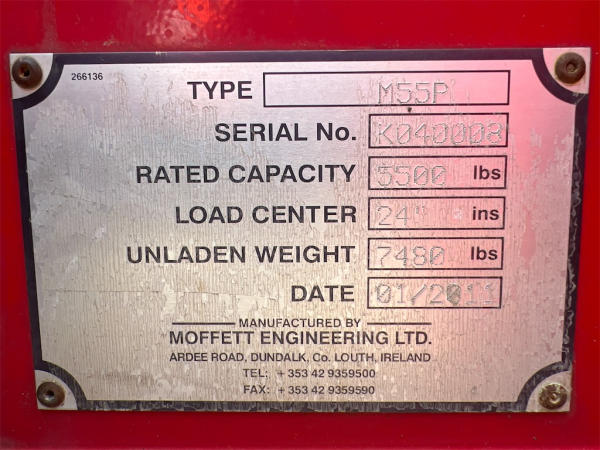 266136
TYPE M55P
SERIAL No. K040008
RATED CAPACITY 5500 lbs
LOAD CENTER 24" ins
UNLADEN WEIGHT 7480 lbs
DATE 01/2011
MANUFACTURED BY
MOFFETT ENGINEERING LTD.
ARDEE ROAD, DUNDALK, Co. LOUTH, IRELAND
TEL: + 353 42 9359500
FAX: + 353 42 9359590